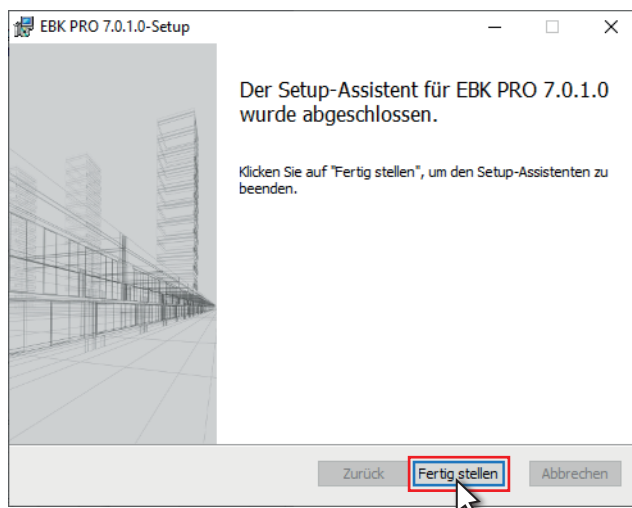 EBK PRO 7.0.1.0-Setup
Der Setup-Assistent für EBK PRO 7.0.1.0
wurde abgeschlossen.
Klicken Sie auf "Fertig stellen", um den Setup-Assistenten zu
beenden.
Zurück Fertig stellen Abbrechen